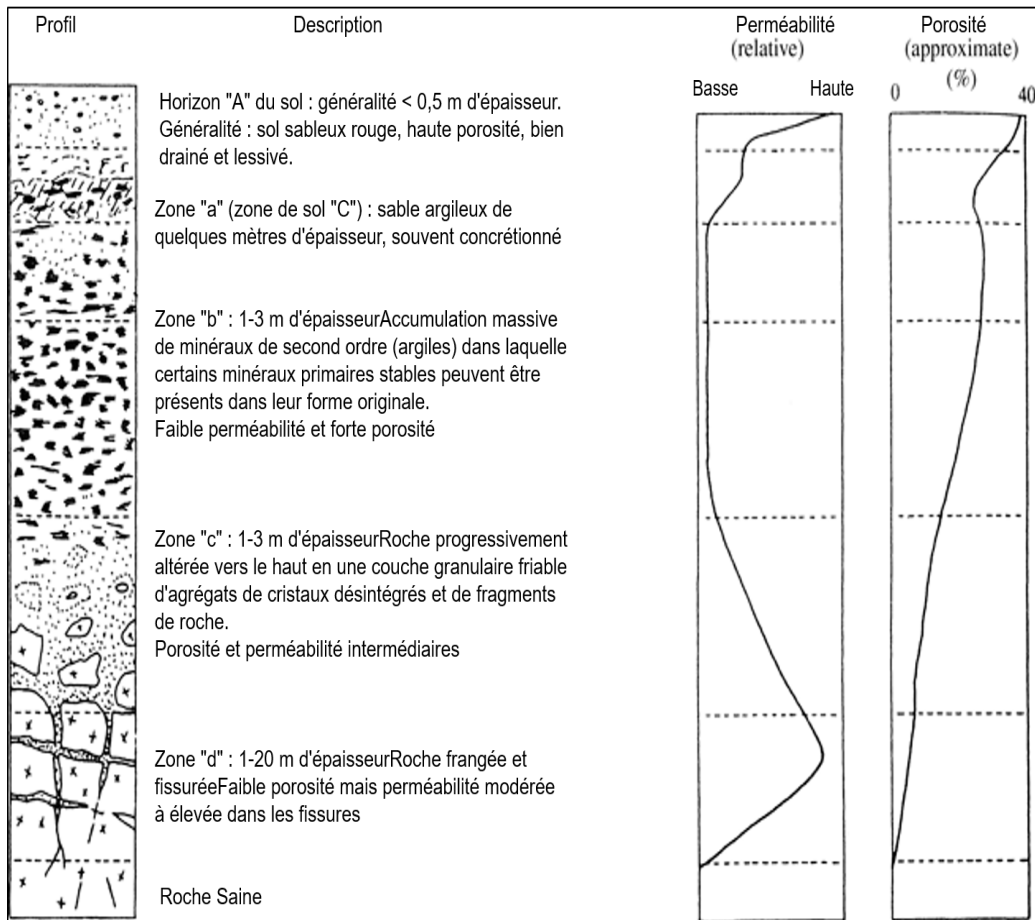 Profil
Description
Perméabilité
(relative)
Porosité
(approximate)
(%)
Basse
Haute
0
40
Horizon "A" du sol : généralité < 0,5 m d'épaisseur.
Généralité : sol sableux rouge, haute porosité, bien
drainé et lessivé.
Zone "a" (zone de sol "C") : sable argileux de
quelques mètres d'épaisseur, souvent concrétionné
Zone "b" : 1-3 m d'épaisseurAccumulation massive
de minéraux de second ordre (argiles) dans laquelle
certains minéraux primaires stables peuvent être
présents dans leur forme originale.
Faible perméabilité et forte porosité
Zone "c" : 1-3 m d'épaisseurRoche progressivement
altérée vers le haut en une couche granulaire friable
d'agrégats de cristaux désintégrés et de fragments
de roche.
Porosité et perméabilité intermédiaires
Zone "d" : 1-20 m d'épaisseurRoche frangée et
fissuréeFaible porosité mais perméabilité modérée
à élevée dans les fissures
Roche Saine